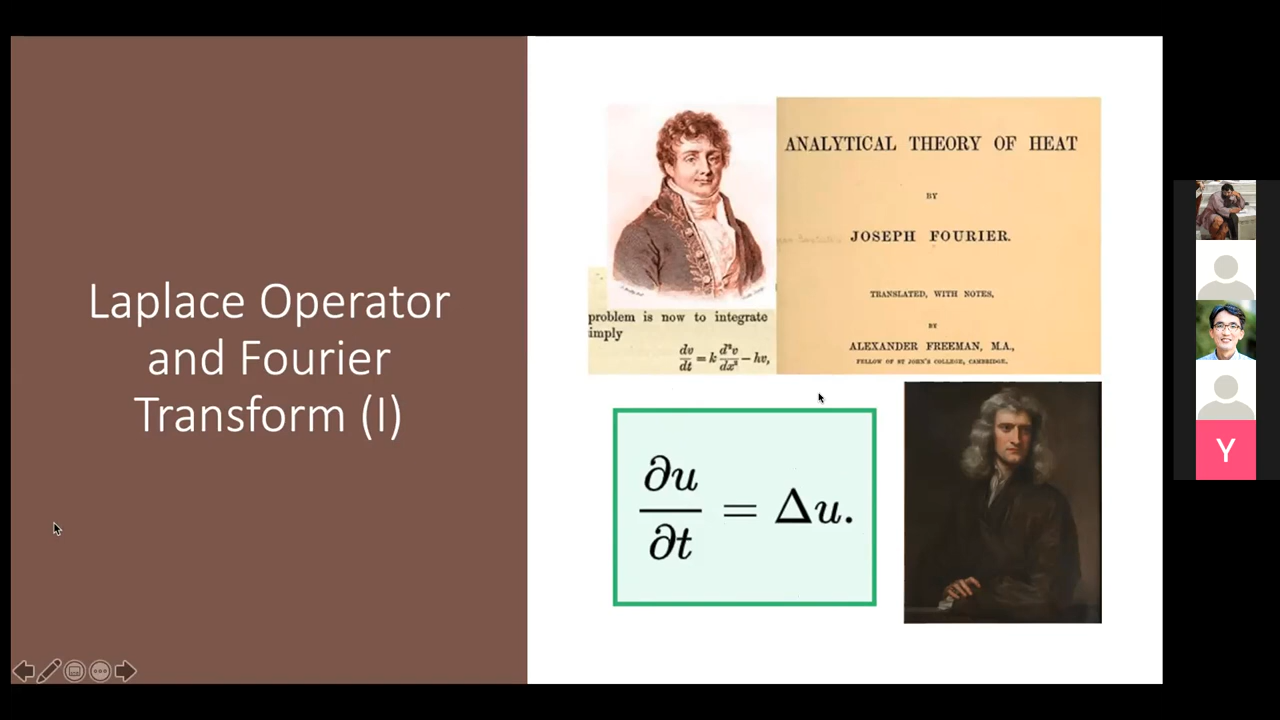 Laplace Operator
and Fourier
Transform (I)
ANALYTICAL THEORY OF HEAT
BY
JOSEPH FOURIER.
TRANSLATED, WITH NOTES,
BY
ALEXANDER FREEMAN, M.A.,
FELLOW OF ST JOHN'S COLLEGE, CAMBRIDGE.
problem is now to integrate
imply
dv/dt = k d²v/dx² − hv,
∂u/∂t = Δu.
Y